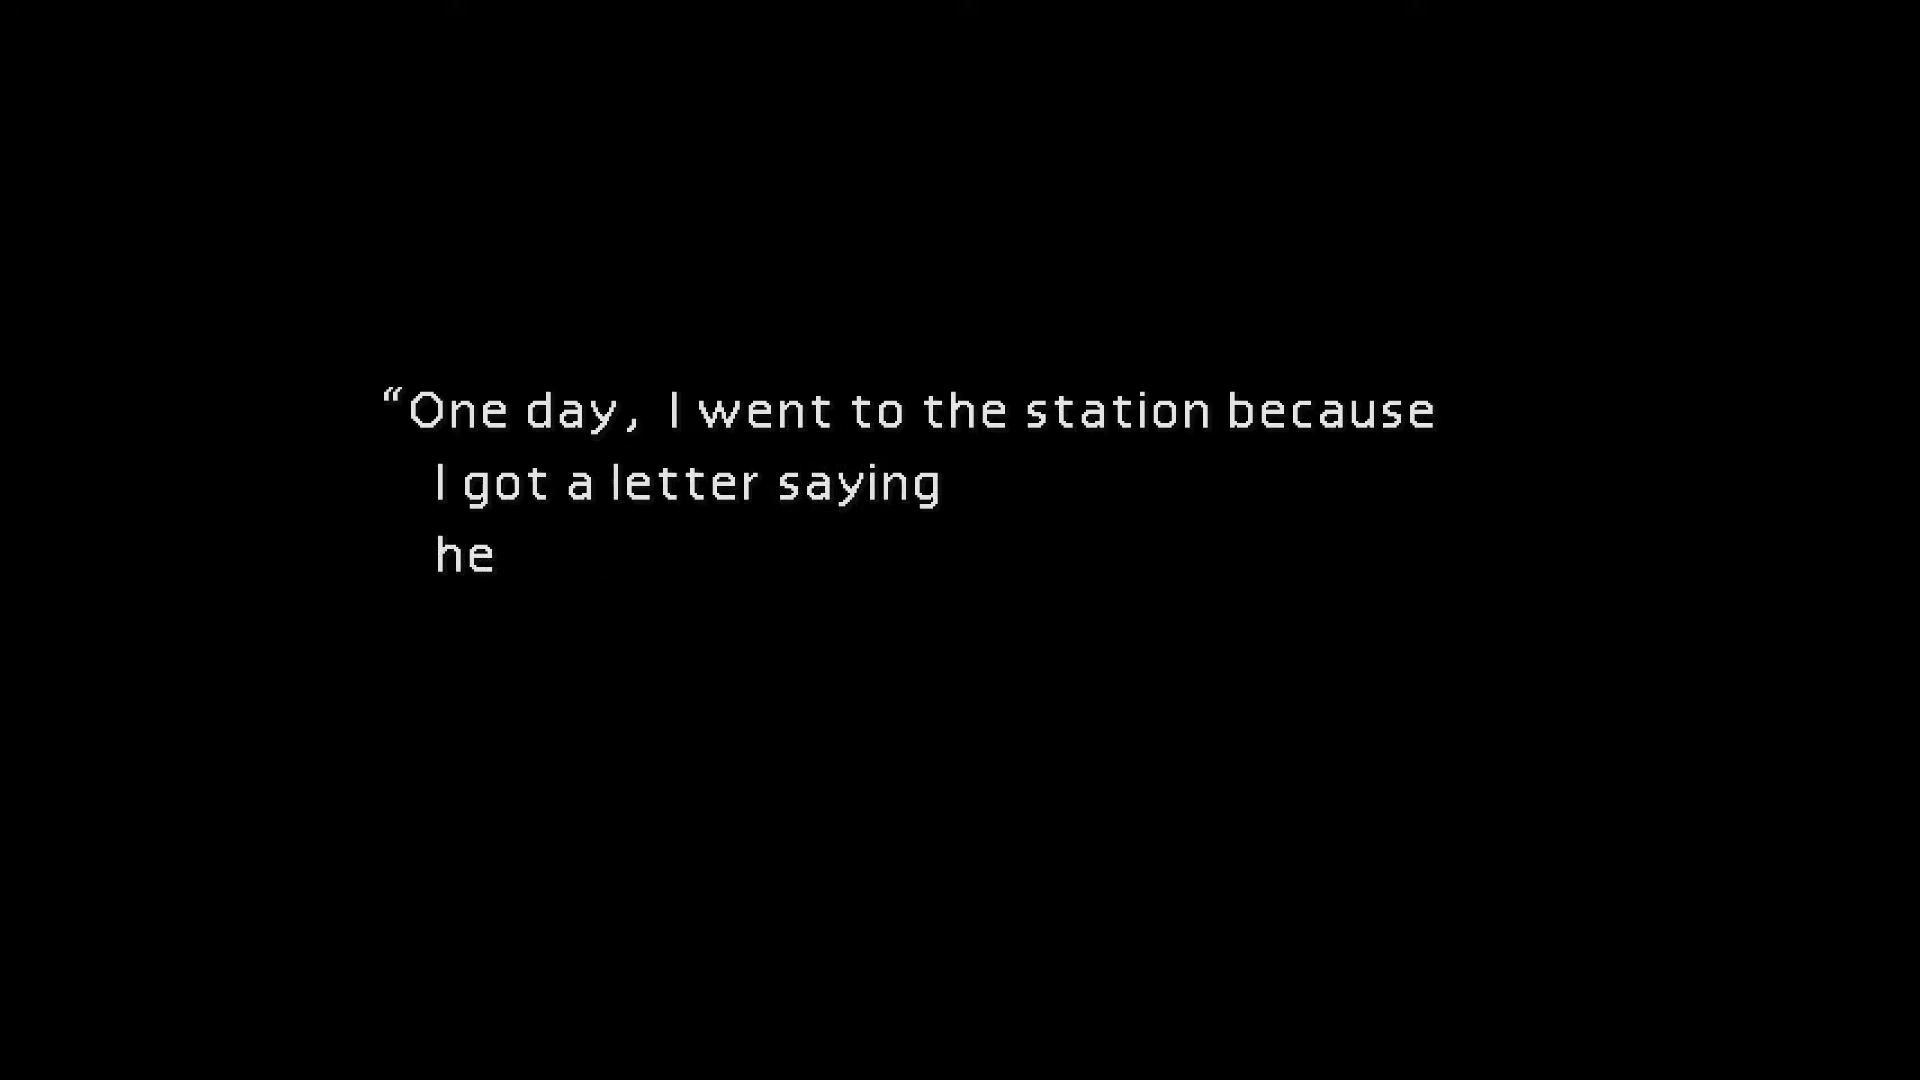 “One day, I went to the station because
I got a letter saying
he